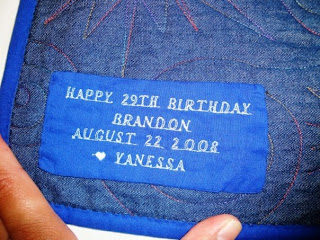 HAPPY 29TH BIRTHDAY
BRANDON
AUGUST 22 2008
♥ VANESSA